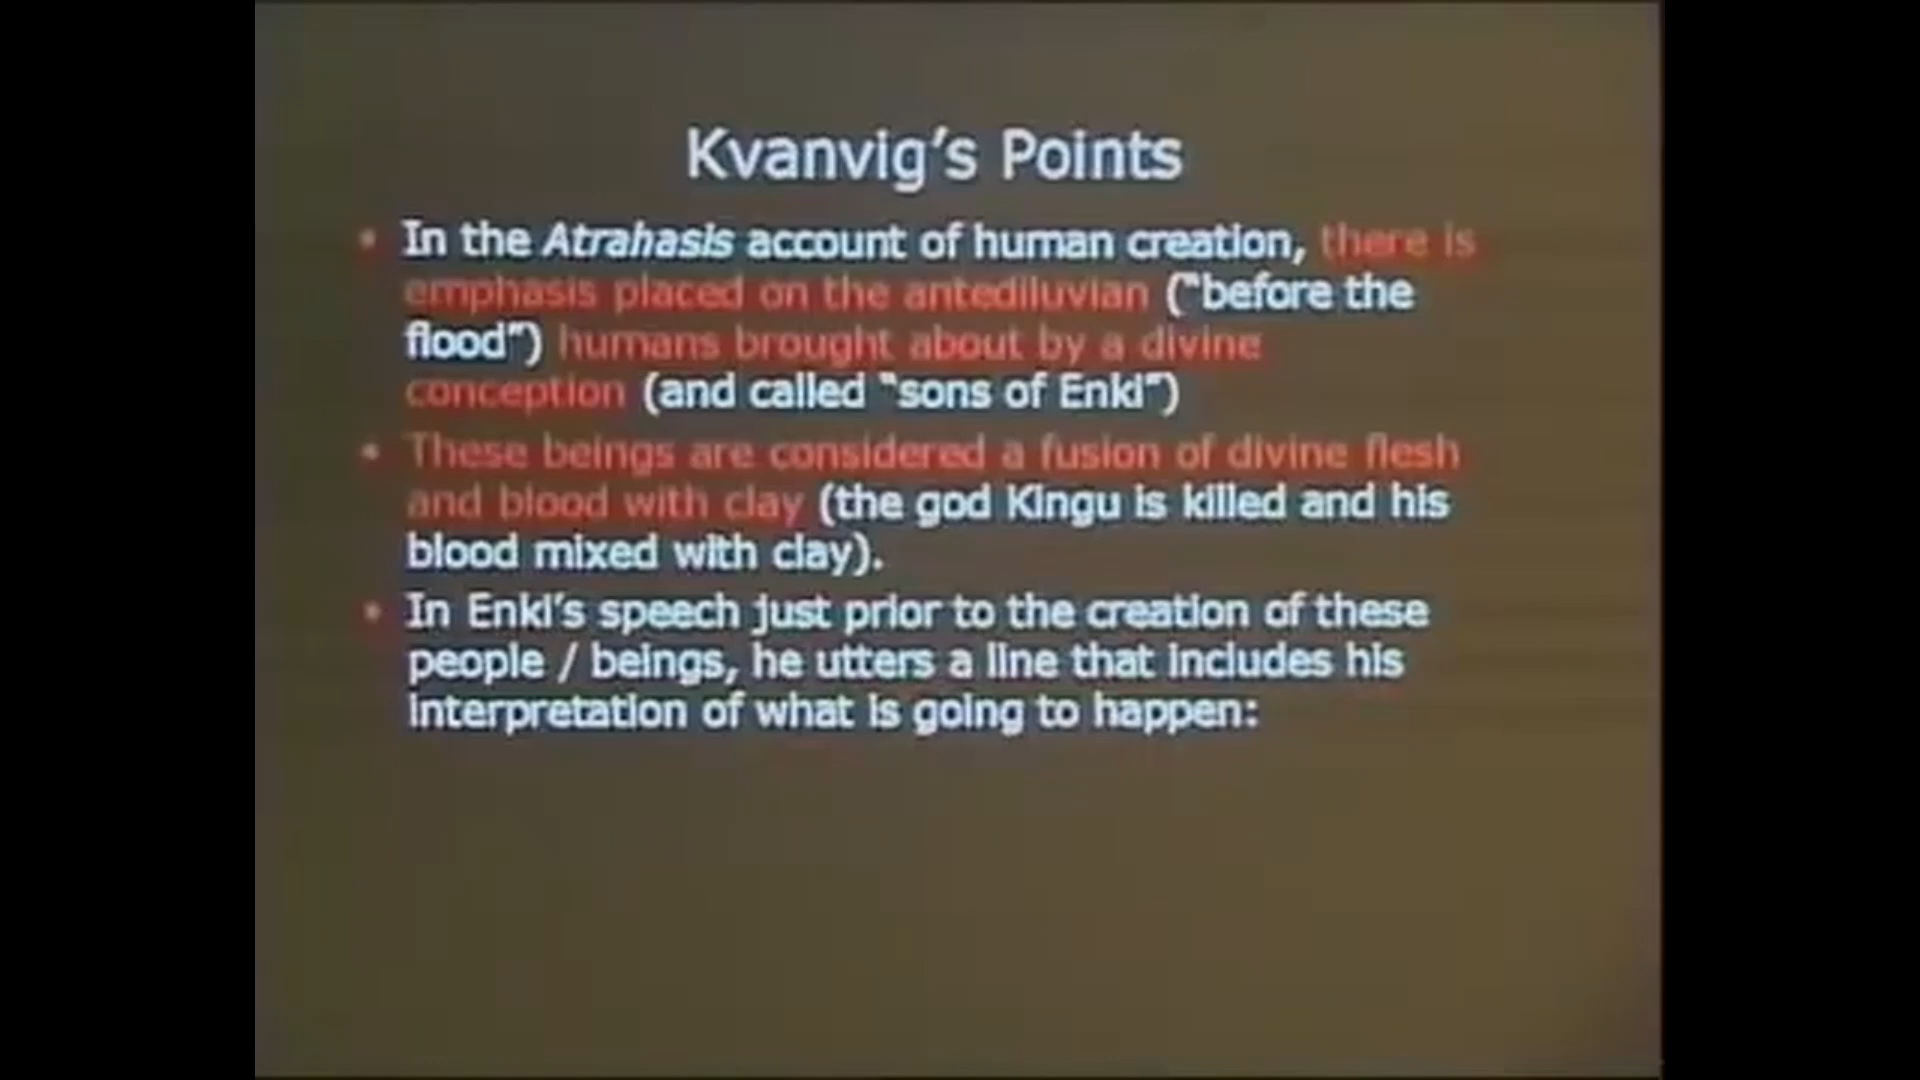 Kvanvig's Points
• In the Atrahasis account of human creation, there is
emphasis placed on the antediluvian ("before the
flood") humans brought about by a divine
conception (and called "sons of Enki")
• These beings are considered a fusion of divine flesh
and blood with clay (the god Kingu is killed and his
blood mixed with clay).
• In Enki's speech just prior to the creation of these
people / beings, he utters a line that includes his
interpretation of what is going to happen: